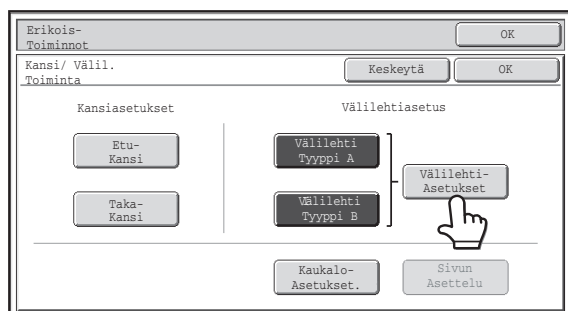 Erikois-
Toiminnot
OK
Kansi/ Välil.
Toiminta
Keskeytä
OK
Kansiasetukset
Välilehtiasetus
Etu-
Kansi
Välilehti
Tyyppi A
Välilehti-
Asetukset
Taka-
Kansi
Välilehti
Tyyppi B
Kaukalo-
Asetukset.
Sivun
Asettelu